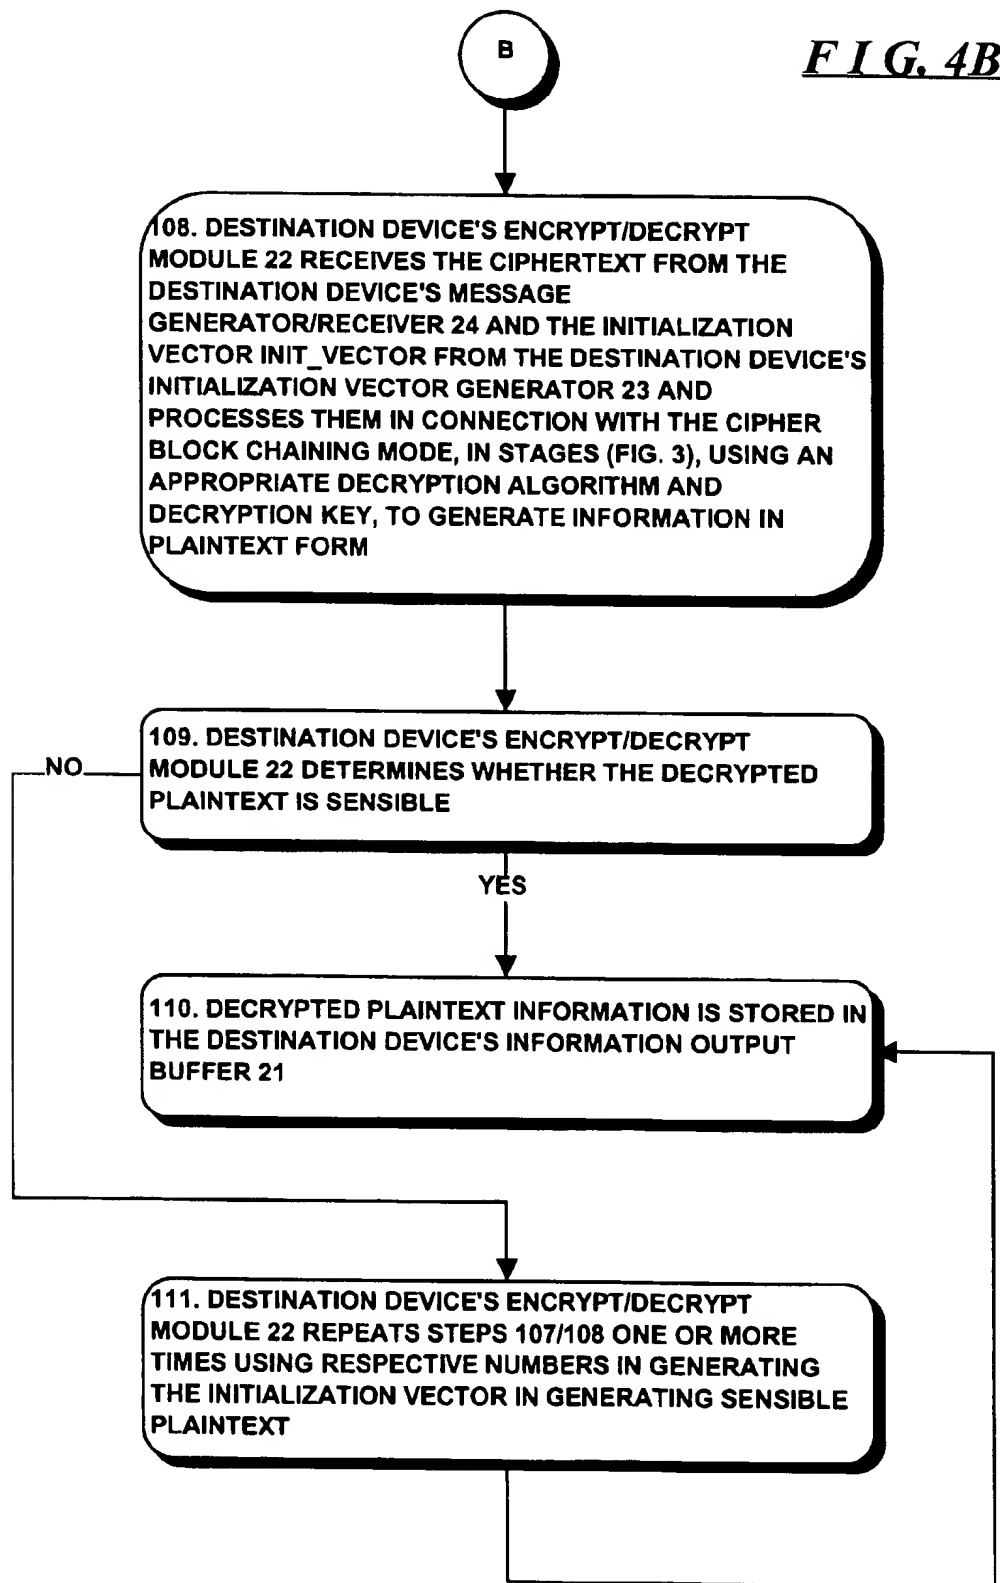 B
F I G. 4B
108. DESTINATION DEVICE'S ENCRYPT/DECRYPT
MODULE 22 RECEIVES THE CIPHERTEXT FROM THE
DESTINATION DEVICE'S MESSAGE
GENERATOR/RECEIVER 24 AND THE INITIALIZATION
VECTOR INIT_VECTOR FROM THE DESTINATION DEVICE'S
INITIALIZATION VECTOR GENERATOR 23 AND
PROCESSES THEM IN CONNECTION WITH THE CIPHER
BLOCK CHAINING MODE, IN STAGES (FIG. 3), USING AN
APPROPRIATE DECRYPTION ALGORITHM AND
DECRYPTION KEY, TO GENERATE INFORMATION IN
PLAINTEXT FORM
109. DESTINATION DEVICE'S ENCRYPT/DECRYPT
MODULE 22 DETERMINES WHETHER THE DECRYPTED
PLAINTEXT IS SENSIBLE
NO
YES
110. DECRYPTED PLAINTEXT INFORMATION IS STORED IN
THE DESTINATION DEVICE'S INFORMATION OUTPUT
BUFFER 21
111. DESTINATION DEVICE'S ENCRYPT/DECRYPT
MODULE 22 REPEATS STEPS 107/108 ONE OR MORE
TIMES USING RESPECTIVE NUMBERS IN GENERATING
THE INITIALIZATION VECTOR IN GENERATING SENSIBLE
PLAINTEXT